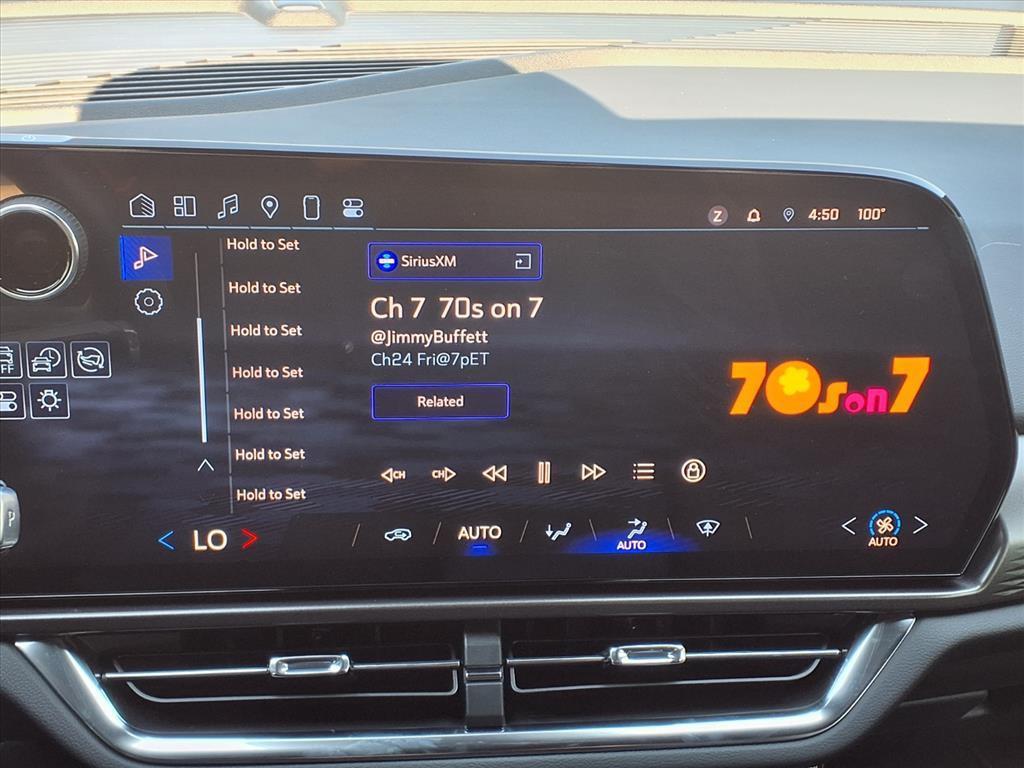 Z 4:50 100°
Hold to Set
Hold to Set
Hold to Set
Hold to Set
Hold to Set
Hold to Set
Hold to Set
SiriusXM
Ch 7 70s on 7
@JimmyBuffett
Ch24 Fri@7pET
Related
70s on 7
CH CH
LO AUTO AUTO AUTO